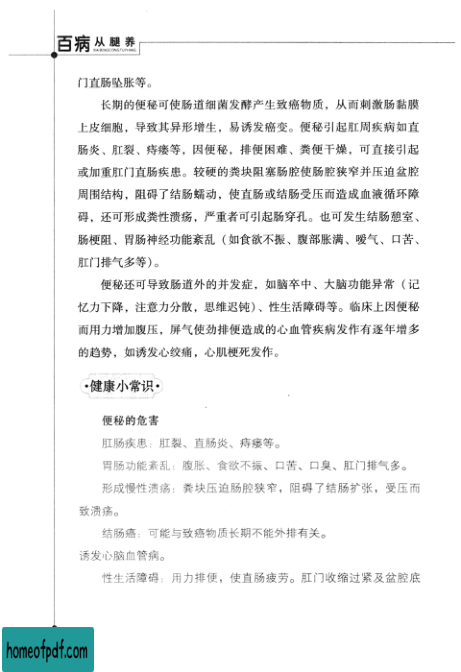 百病从腿养
BAIBINGCONGTUIYANG
门直肠坠胀等。
长期的便秘可使肠道细菌发酵产生致癌物质，从而刺激肠黏膜
上皮细胞，导致其异形增生，易诱发癌变。便秘引起肛周疾病如直
肠炎、肛裂、痔瘘等，因便秘，排便困难、粪便干燥，可直接引起
或加重肛门直肠疾患。较硬的粪块阻塞肠腔使肠腔狭窄并压迫盆腔
周围结构，阻碍了结肠蠕动，使直肠或结肠受压而造成血液循环障
碍，还可形成粪性溃疡，严重者可引起肠穿孔。也可发生结肠憩室、
肠梗阻、胃肠神经功能紊乱（如食欲不振、腹部胀满、嗳气、口苦、
肛门排气多等）。
便秘还可导致肠道外的并发症，如脑卒中、大脑功能异常（记
忆力下降，注意力分散，思维迟钝）、性生活障碍等。临床上因便秘
而用力增加腹压，屏气使劲排便造成的心血管疾病发作有逐年增多
的趋势，如诱发心绞痛，心肌梗死发作。
·健康小常识·
便秘的危害
肛肠疾患：肛裂、直肠炎、痔瘘等。
胃肠功能紊乱：腹胀、食欲不振、口苦、口臭、肛门排气多。
形成慢性溃疡：粪块压迫肠腔狭窄，阻碍了结肠扩张，受压而
致溃疡。
结肠癌：可能与致癌物质长期不能外排有关。
诱发心脑血管病。
性生活障碍：用力排便，使直肠疲劳。肛门收缩过紧及盆腔底
homeofpdf.com